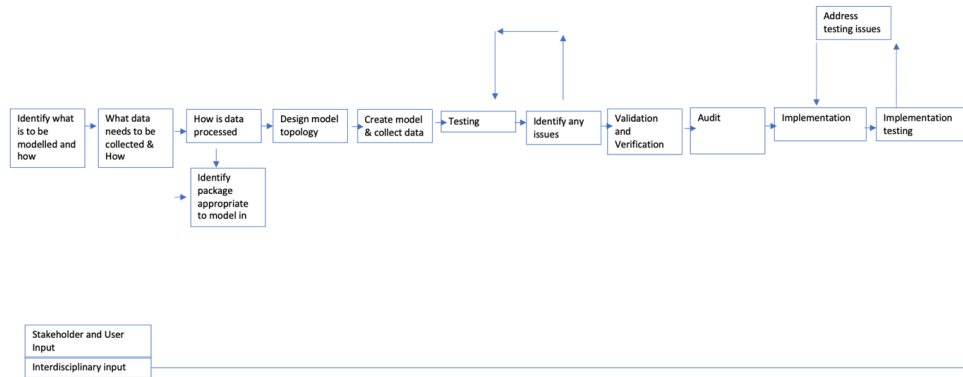 Address
testing issues
Identify what
is to be
modelled and
how
What data
needs to be
collected &
How
How is data
processed
Design model
topology
Create model
& collect data
Testing
Identify any
issues
Validation
and
Verification
Audit
Implementation
Implementation
testing
Identify
package
appropriate
to model in
Stakeholder and User
Input
Interdisciplinary input